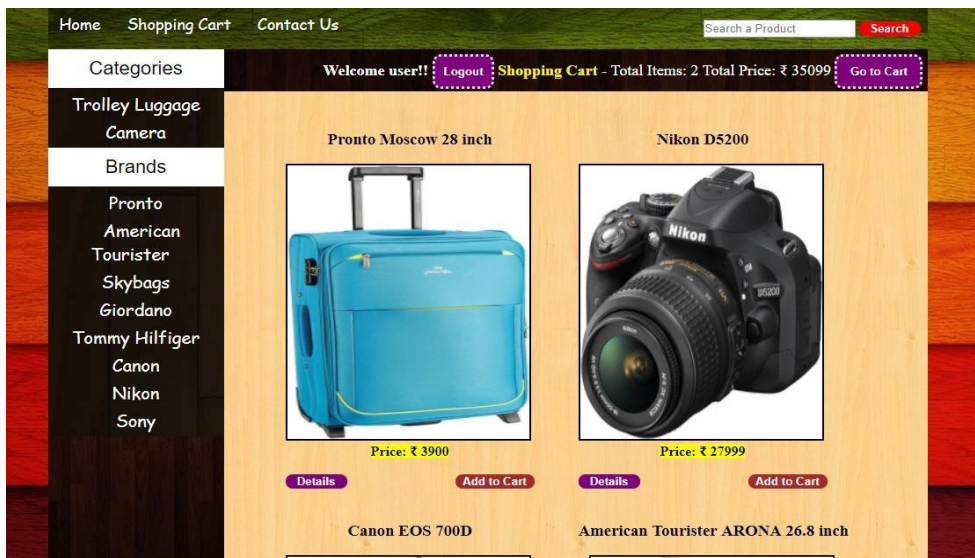 Home Shopping Cart Contact Us
Search a Product Search
Categories
Welcome user!! Logout Shopping Cart - Total Items: 2 Total Price: ₹ 35099 Go to Cart
Trolley Luggage
Camera
Brands
Pronto
American
Tourister
Skybags
Giordano
Tommy Hilfiger
Canon
Nikon
Sony
Pronto Moscow 28 inch
Nikon D5200
Nikon
D5200
Price: ₹ 3900
Price: ₹ 27999
Details Add to Cart
Details Add to Cart
Canon EOS 700D
American Tourister ARONA 26.8 inch